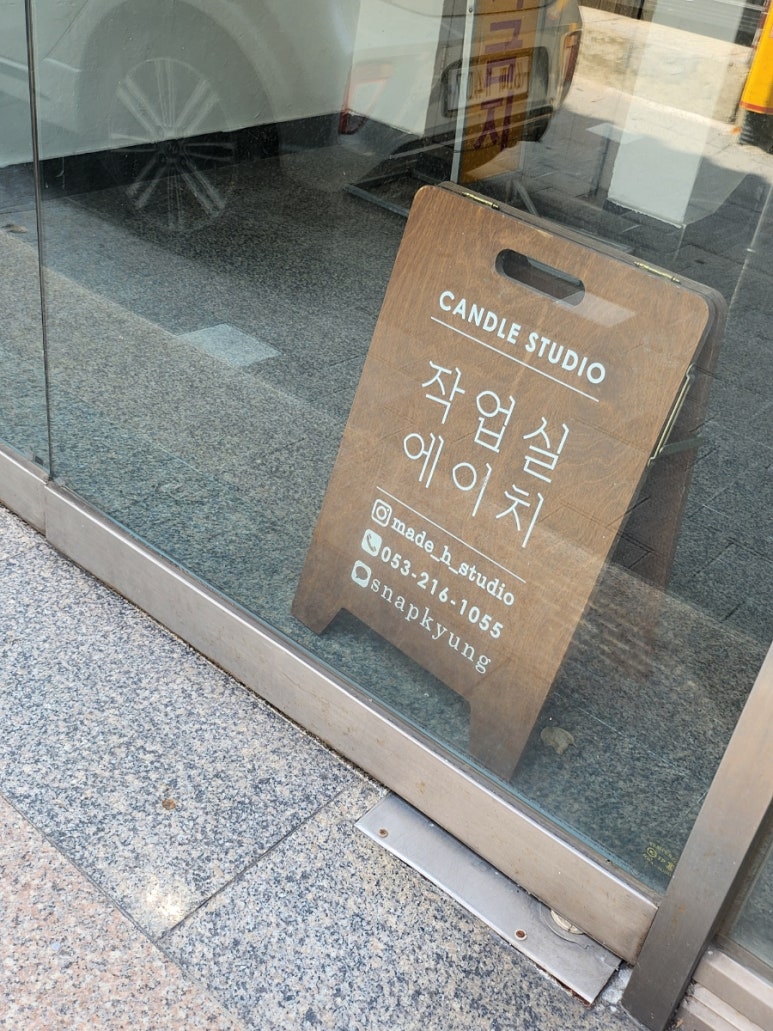 CANDLE STUDIO
작업실
에이치
made_h_studio
053-216-1055
snapkyung